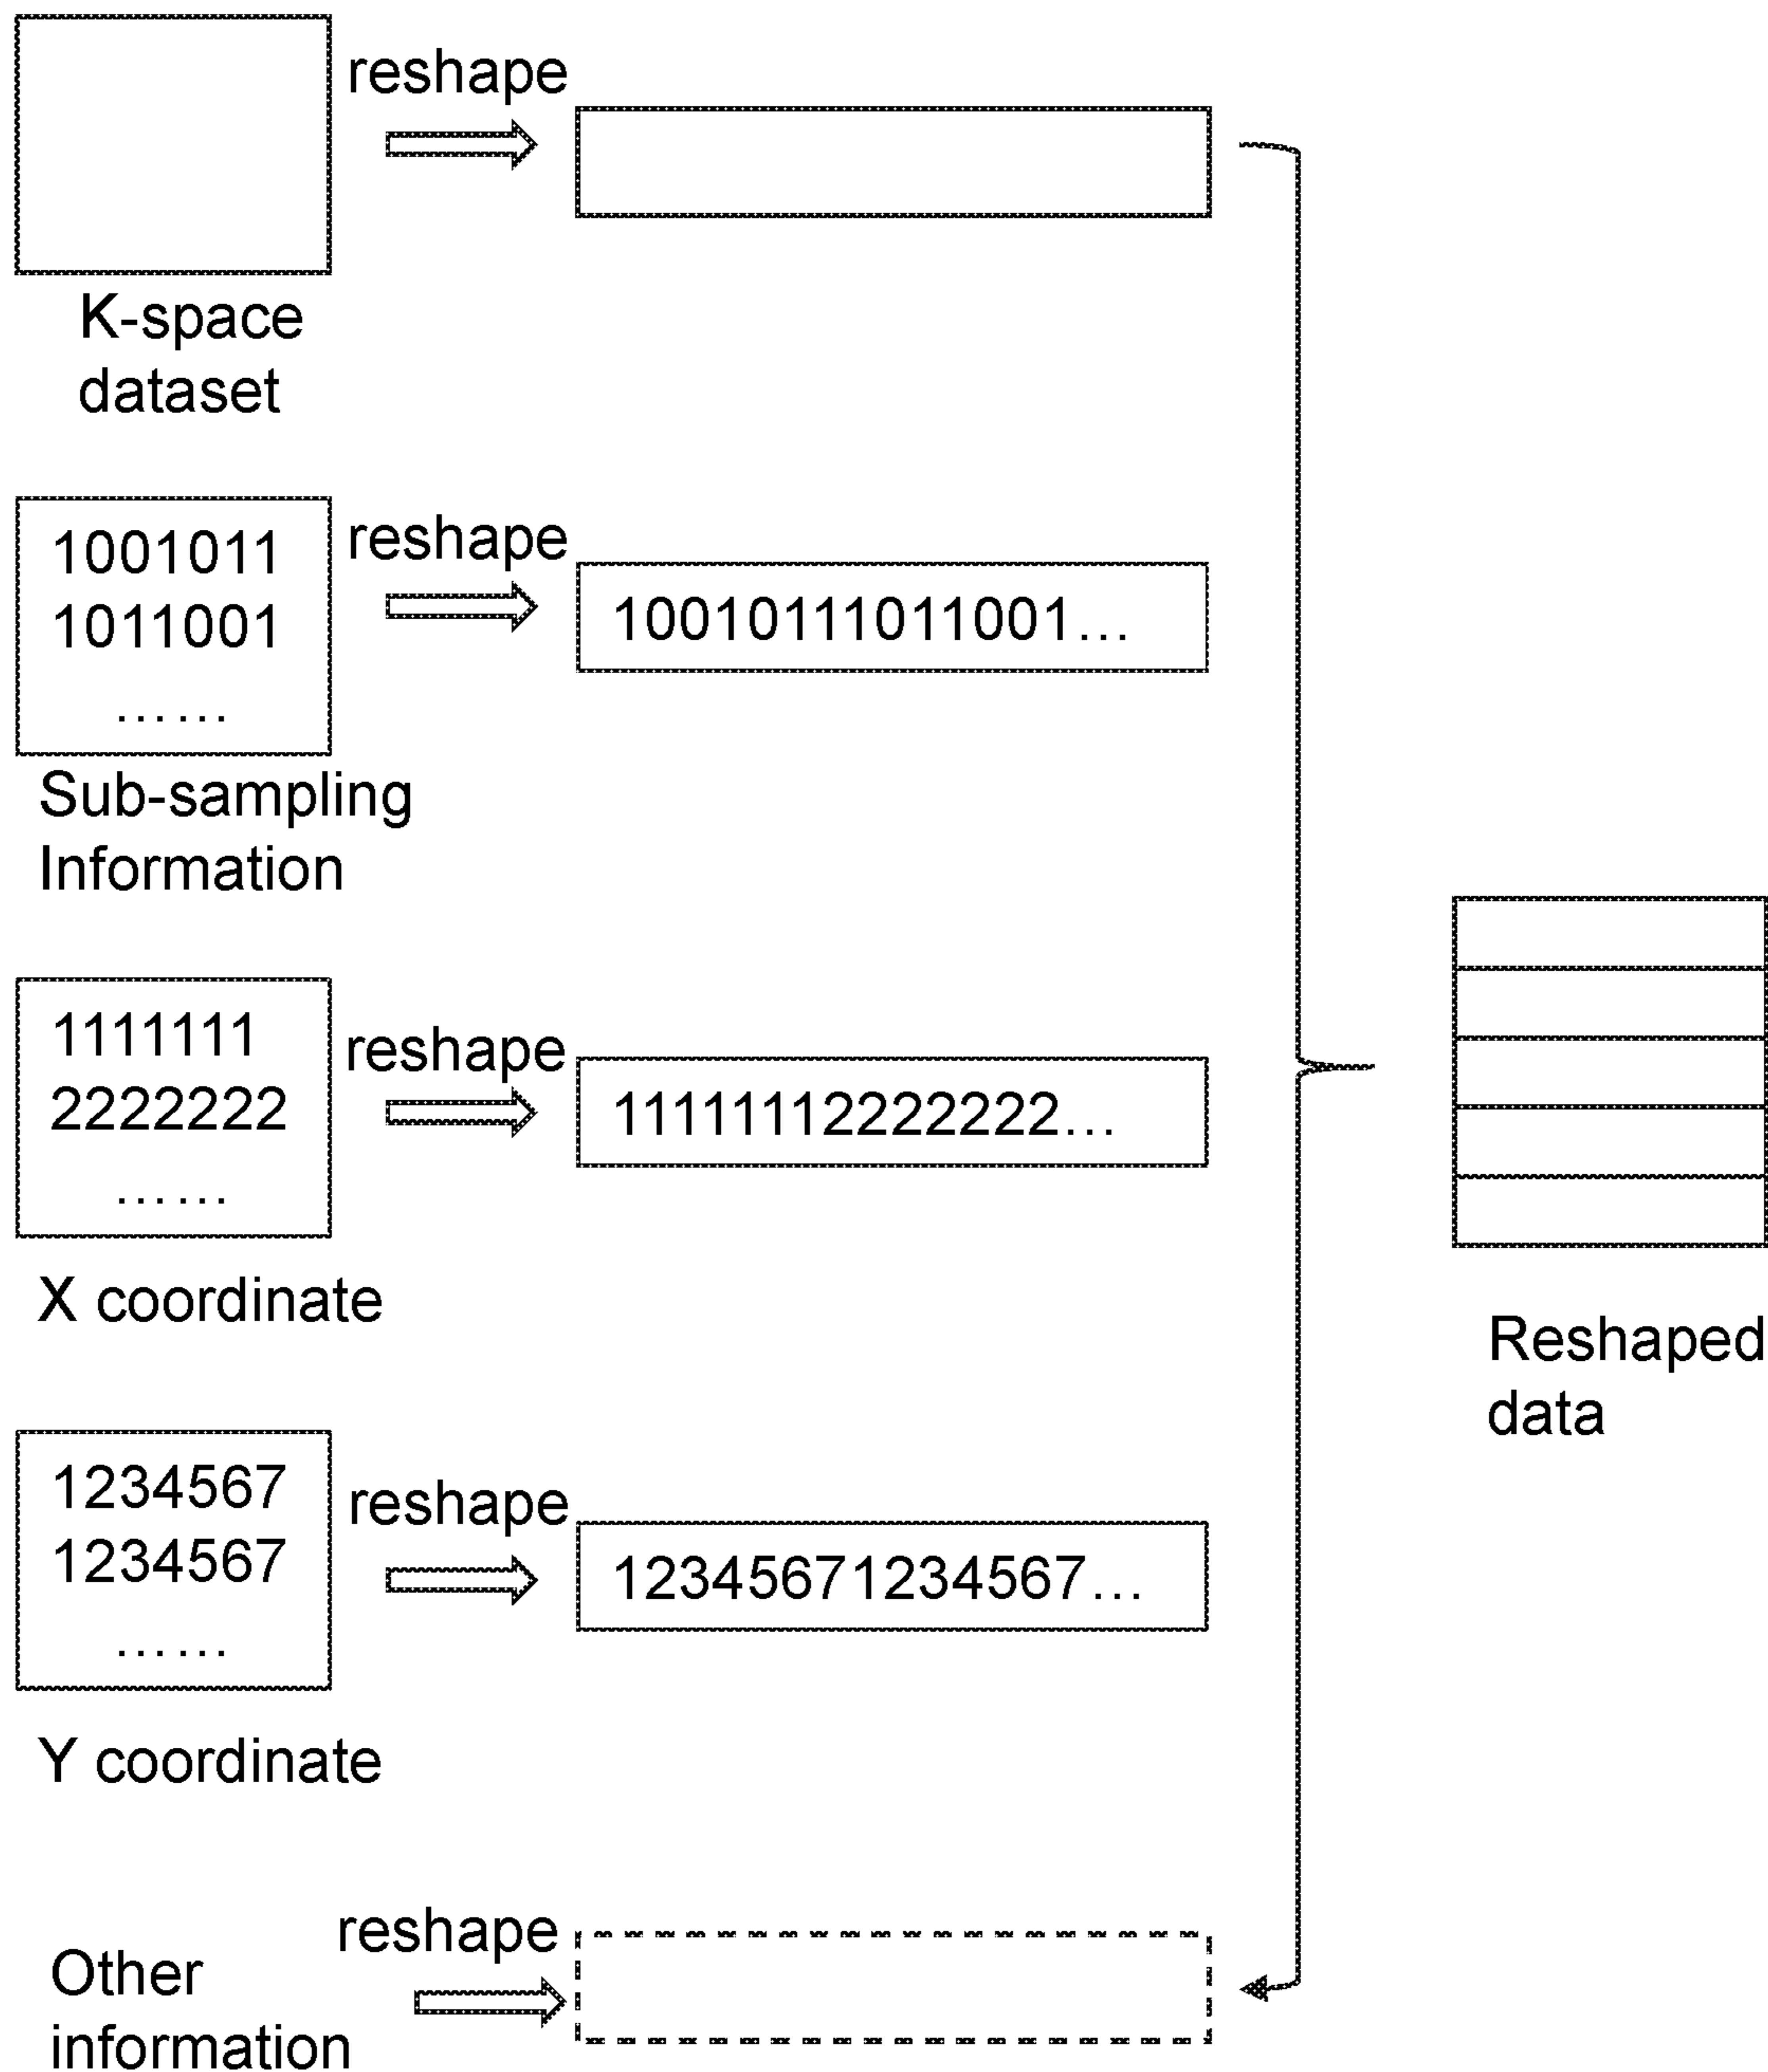 reshape
K-space
dataset
1001011
1011001
……
reshape
10010111011001…
Sub-sampling
Information
1111111
2222222
……
reshape
11111112222222…
X coordinate
Reshaped
data
1234567
1234567
……
reshape
12345671234567…
Y coordinate
reshape
Other
information